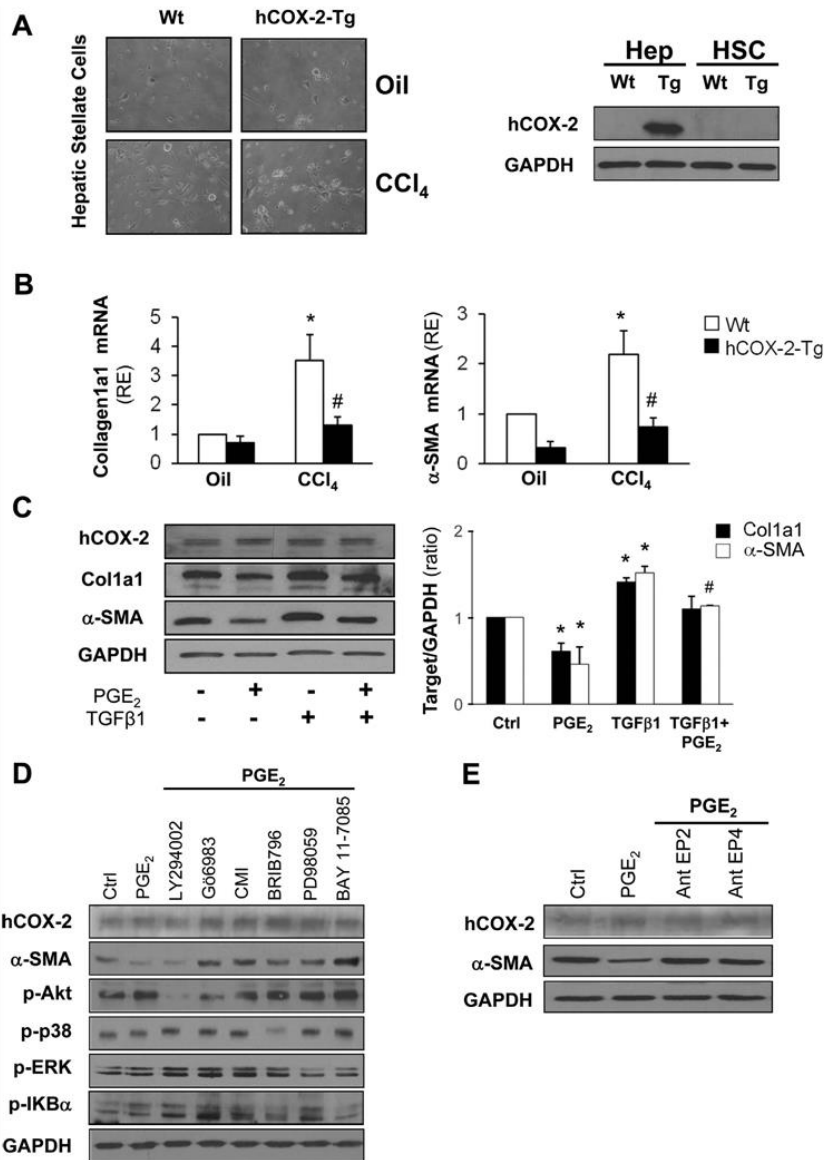 A
Wt hCOX-2-Tg
Hepatic Stellate Cells
Oil
CCl4
Hep HSC
Wt Tg Wt Tg
hCOX-2
GAPDH
B
Collagen1a1 mRNA
(RE)
5
4
3
2
1
0
*
#
Oil CCl4
α-SMA mRNA (RE)
3
2
1
0
*
#
Oil CCl4
Wt
hCOX-2-Tg
C
hCOX-2
Col1a1
α-SMA
GAPDH
PGE2 - + - +
TGFβ1 - - + +
Target/GAPDH (ratio)
2
1
0
* * * * #
Ctrl PGE2 TGFβ1 TGFβ1+
PGE2
Col1a1
α-SMA
D
PGE2
Ctrl
PGE2
LY294002
Gö6983
CMI
BRIB796
PD98059
BAY 11-7085
hCOX-2
α-SMA
p-Akt
p-p38
p-ERK
p-IKBα
GAPDH
E
PGE2
Ctrl
PGE2
Ant EP2
Ant EP4
hCOX-2
α-SMA
GAPDH